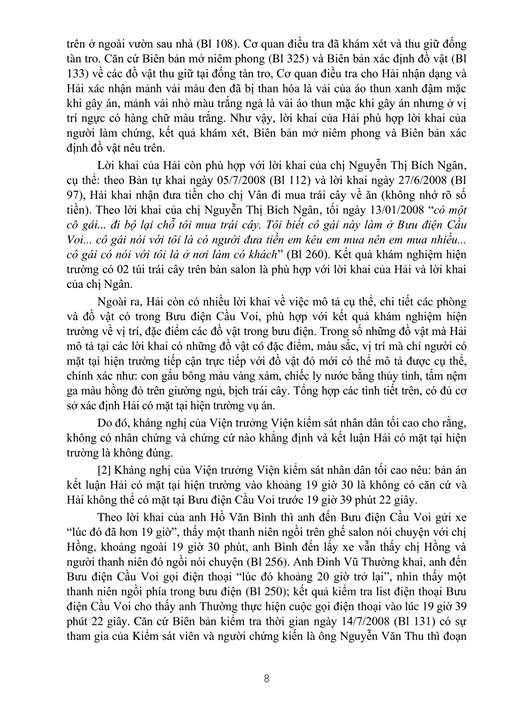 trên ở ngoài vườn sau nhà (Bl 108). Cơ quan điều tra đã khám xét và thu giữ đống
tàn tro. Căn cứ Biên bản mở niêm phong (Bl 325) và Biên bản xác định đồ vật (Bl
133) về các đồ vật thu giữ tại đống tàn tro, Cơ quan điều tra cho Hải nhận dạng và
Hải xác nhận mảnh vải màu đen đã bị than hóa là vải của áo thun xanh đậm mặc
khi gây án, mảnh vải nhỏ màu trắng ngà là vải áo thun mặc khi gây án nhưng ở vị
trí ngực có hàng chữ màu trắng. Như vậy, lời khai của Hải phù hợp lời khai của
người làm chứng, kết quả khám xét, Biên bản mở niêm phong và Biên bản xác
định đồ vật nêu trên.
Lời khai của Hải còn phù hợp với lời khai của chị Nguyễn Thị Bích Ngân,
cụ thể: theo Bản tự khai ngày 05/7/2008 (Bl 112) và lời khai ngày 27/6/2008 (Bl
97), Hải khai nhận đưa tiền cho chị Vân đi mua trái cây về ăn (không nhớ rõ số
tiền). Theo lời khai của chị Nguyễn Thị Bích Ngân, tối ngày 13/01/2008 “có một
cô gái... đi bộ lại chỗ tôi mua trái cây. Tôi biết cô gái này làm ở Bưu điện Cầu
Voi... cô gái nói với tôi là có người đưa tiền em kêu em mua nên em mua nhiều...
cô gái có nói với tôi là ở nơi làm có khách” (Bl 260). Kết quả khám nghiệm hiện
trường có 02 túi trái cây trên bàn salon là phù hợp với lời khai của Hải và lời khai
của chị Ngân.
Ngoài ra, Hải còn có nhiều lời khai về việc mô tả cụ thể, chi tiết các phòng
và đồ vật có trong Bưu điện Cầu Voi, phù hợp với kết quả khám nghiệm hiện
trường về vị trí, đặc điểm các đồ vật trong bưu điện. Trong số những đồ vật mà Hải
mô tả tại các lời khai có những đồ vật có đặc điểm, màu sắc, vị trí mà chỉ người có
mặt tại hiện trường tiếp cận trực tiếp với đồ vật đó mới có thể mô tả được cụ thể,
chính xác như: con gấu bông màu vàng xám, chiếc ly nước bằng thủy tinh, tấm nệm
ga màu hồng đỏ trên giường ngủ, bịch trái cây. Tổng hợp các tình tiết trên, có đủ cơ
sở xác định Hải có mặt tại hiện trường vụ án.
Do đó, kháng nghị của Viện trưởng Viện kiểm sát nhân dân tối cao cho rằng,
không có nhân chứng và chứng cứ nào khẳng định và kết luận Hải có mặt tại hiện
trường là không đúng.
[2] Kháng nghị của Viện trưởng Viện kiểm sát nhân dân tối cao nêu: bản án
kết luận Hải có mặt tại hiện trường vào khoảng 19 giờ 30 là không có căn cứ và
Hải không thể có mặt tại Bưu điện Cầu Voi trước 19 giờ 39 phút 22 giây.
Theo lời khai của anh Hồ Văn Bình thì anh đến Bưu điện Cầu Voi gửi xe
“lúc đó đã hơn 19 giờ”, thấy một thanh niên ngồi trên ghế salon nói chuyện với chị
Hồng, khoảng ngoài 19 giờ 30 phút, anh Bình đến lấy xe vẫn thấy chị Hồng và
người thanh niên đó ngồi nói chuyện (Bl 256). Anh Đinh Vũ Thường khai, anh đến
Bưu điện Cầu Voi gọi điện thoại “lúc đó khoảng 20 giờ trở lại”, nhìn thấy một
thanh niên ngồi phía trong bưu điện (Bl 250); kết quả kiểm tra list điện thoại Bưu
điện Cầu Voi cho thấy anh Thường thực hiện cuộc gọi điện thoại vào lúc 19 giờ 39
phút 22 giây. Căn cứ Biên bản kiểm tra thời gian ngày 14/7/2008 (Bl 131) có sự
tham gia của Kiểm sát viên và người chứng kiến là ông Nguyễn Văn Thu thì đoạn
8